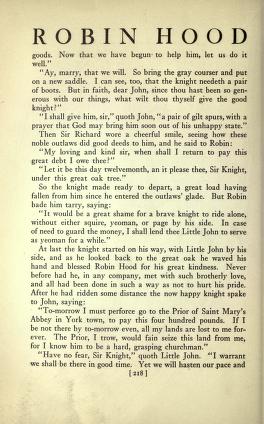 ROBIN HOOD
goods. Now that we have begun to help him, let us do it
well."
"Ay, marry, that we will. So bring the gray courser and put
on a new saddle. I can see, too, that the knight needeth a pair
of boots. But in faith, dear John, since thou hast been so gen-
erous with our things, what wilt thou thyself give the good
knight?"
"I shall give him, sir," quoth John, "a pair of gilt spurs, with a
prayer that God may bring him soon out of his unhappy state."
Then Sir Richard wore a cheerful smile, seeing how these
noble outlaws did good deeds to him, and he said to Robin:
"My loving and kind sir, when shall I return to pay this
great debt I owe thee?"
"Let it be this day twelvemonth, an it please thee, Sir Knight,
under this great oak tree."
So the knight made ready to depart, a great load having
fallen from him since he entered the outlaws' glade. But Robin
bade him tarry, saying:
"It would be a great shame for a brave knight to ride alone,
without either squire, yeoman, or page by his side. In case
of need to guard the money, I shall lend thee Little John to serve
as yeoman for a while."
At last the knight started on his way, with Little John by his
side, and as he looked back to the great oak he waved his
hand and blessed Robin Hood for his great kindness. Never
before had he, in any company, met with such brotherly love,
and all had been done in such a way as not to hurt his pride.
After he had ridden some distance the now happy knight spake
to John, saying:
"To-morrow I must perforce go to the Prior of Saint Mary's
Abbey in York town, to pay this four hundred pounds. If I
be not there by to-morrow even, all my lands are lost to me for-
ever. The Prior, I trow, would fain seize this land from me,
for I know him to be a hard, grasping churchman."
"Have no fear, Sir Knight," quoth Little John. "I warrant
we shall be there in good time. Yet we will hasten our pace and
[218]